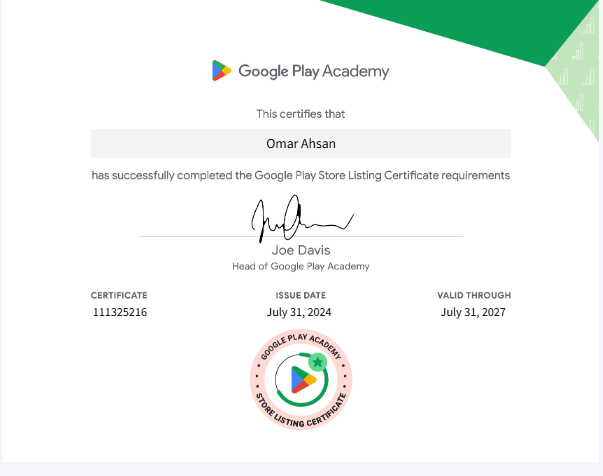 Google Play Academy
This certifies that
Omar Ahsan
has successfully completed the Google Play Store Listing Certificate requirements
Joe Davis
Head of Google Play Academy
CERTIFICATE ISSUE DATE VALID THROUGH
111325216 July 31, 2024 July 31, 2027
GOOGLE PLAY ACADEMY
STORE LISTING CERTIFICATE